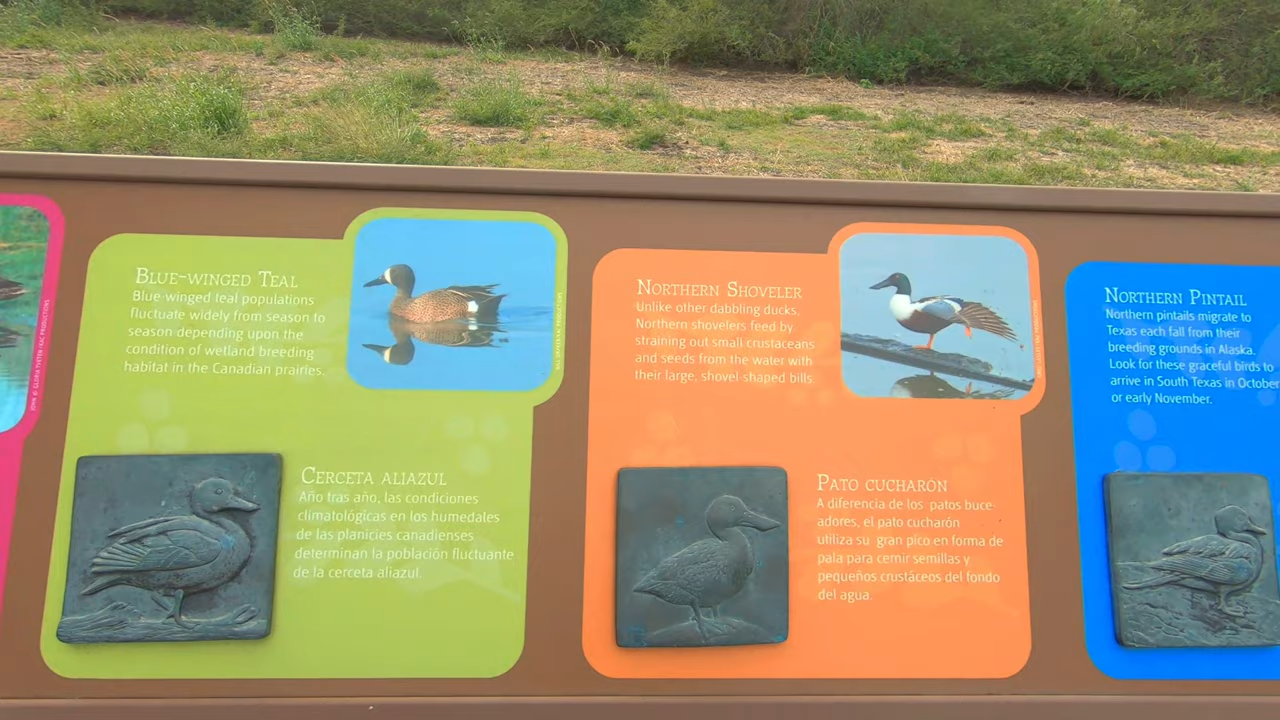 BLUE-WINGED TEAL
Blue-winged teal populations
fluctuate widely from season to
season depending upon the
condition of wetland breeding
habitat in the Canadian prairies.
CERCETA ALIAZUL
Año tras año, las condiciones
climatológicas en los humedales
de las planicies canadienses
determinan la población fluctuante
de la cerceta aliazul.
NORTHERN SHOVELER
Unlike other dabbling ducks,
Northern shovelers feed by
straining out small crustaceans
and seeds from the water with
their large, shovel-shaped bills.
PATO CUCHARÓN
A diferencia de los patos buce-
adores, el pato cucharón
utiliza su gran pico en forma de
pala para cernir semillas y
pequeños crustáceos del fondo
del agua.
NORTHERN PINTAIL
Northern pintails migrate to
Texas each fall from their
breeding grounds in Alaska.
Look for these graceful birds to
arrive in South Texas in October
or early November.